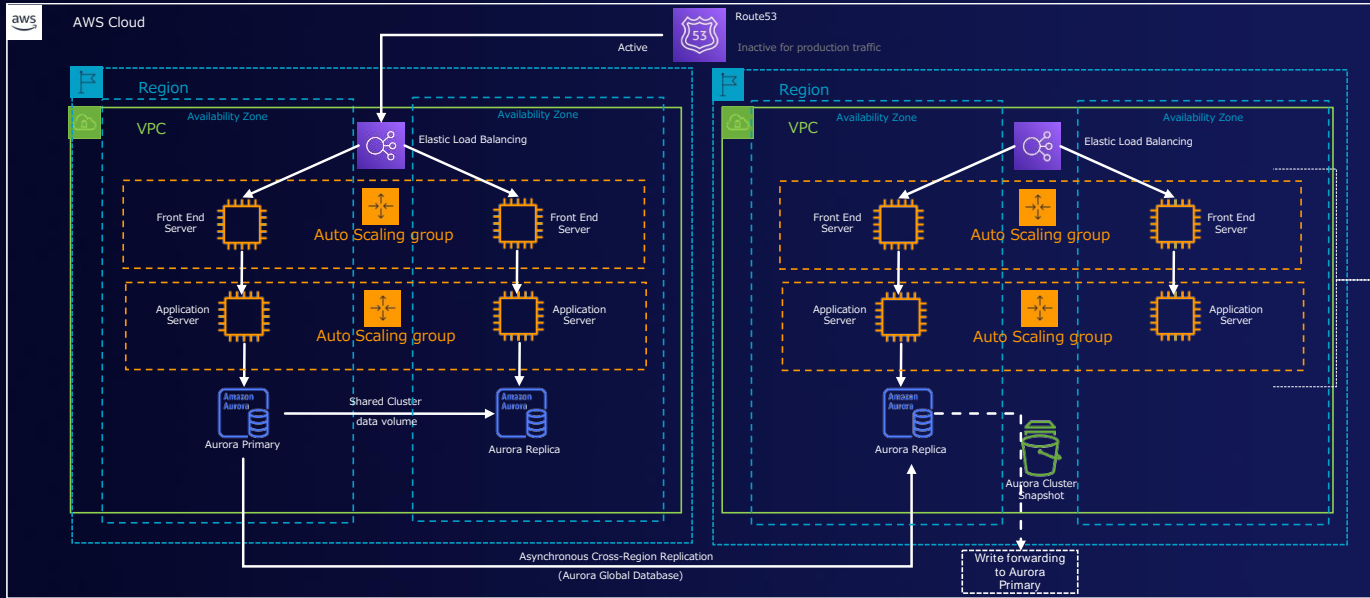 aws
AWS Cloud
53
Route53
Active
Inactive for production traffic
Region
Availability Zone
Availability Zone
VPC
Elastic Load Balancing
Front End
Server
Auto Scaling group
Front End
Server
Application
Server
Auto Scaling group
Application
Server
Amazon
Aurora
Aurora Primary
Shared Cluster
data volume
Amazon
Aurora
Aurora Replica
Region
Availability Zone
Availability Zone
VPC
Elastic Load Balancing
Front End
Server
Auto Scaling group
Front End
Server
Application
Server
Auto Scaling group
Application
Server
Amazon
Aurora
Aurora Replica
Aurora Cluster
Snapshot
Asynchronous Cross-Region Replication
(Aurora Global Database)
Write forwarding
to Aurora
Primary